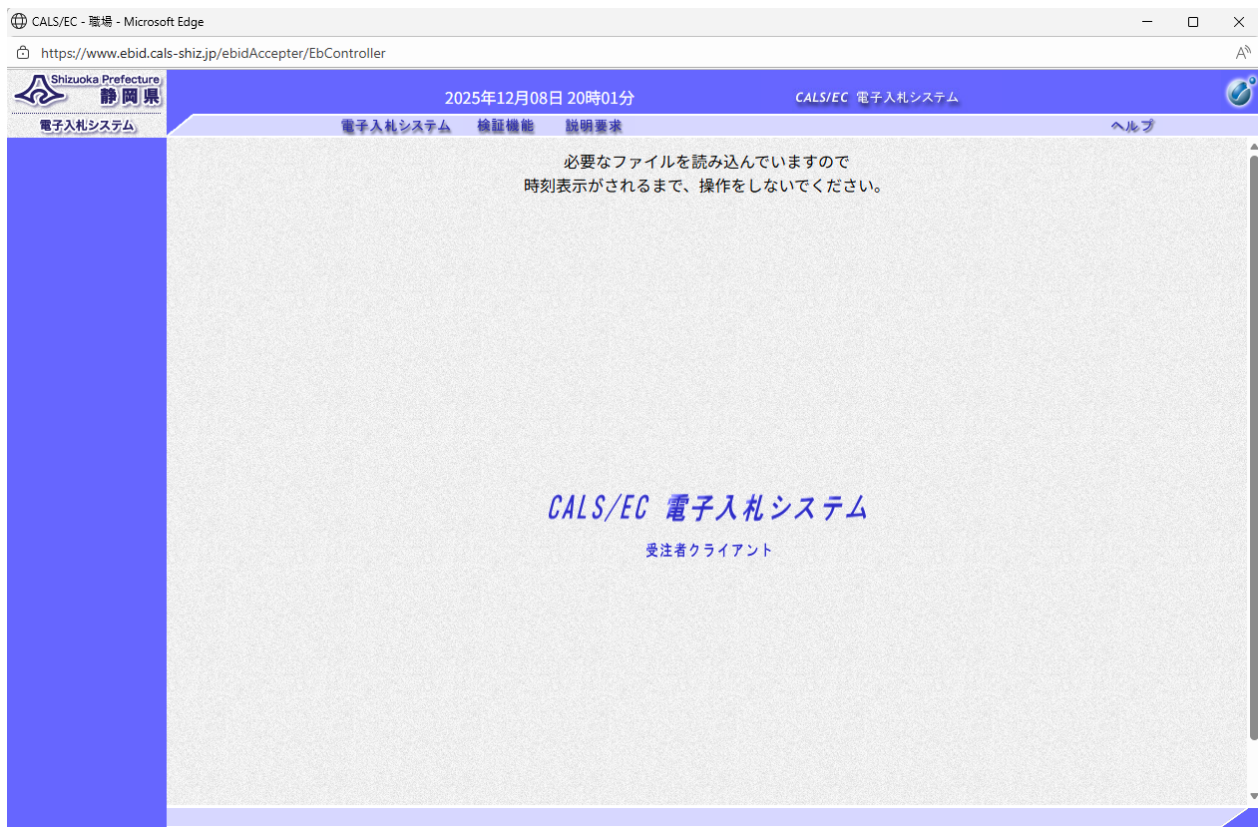 CALS/EC - 職場 - Microsoft Edge
https://www.ebid.cals-shiz.jp/ebidAccepter/EbController
Shizuoka Prefecture
静岡県
電子入札システム
2025年12月08日 20時01分
CALS/EC 電子入札システム
電子入札システム 検証機能 説明要求 ヘルプ
必要なファイルを読み込んでいますので
時刻表示がされるまで、操作をしないでください。
CALS/EC 電子入札システム
受注者クライアント